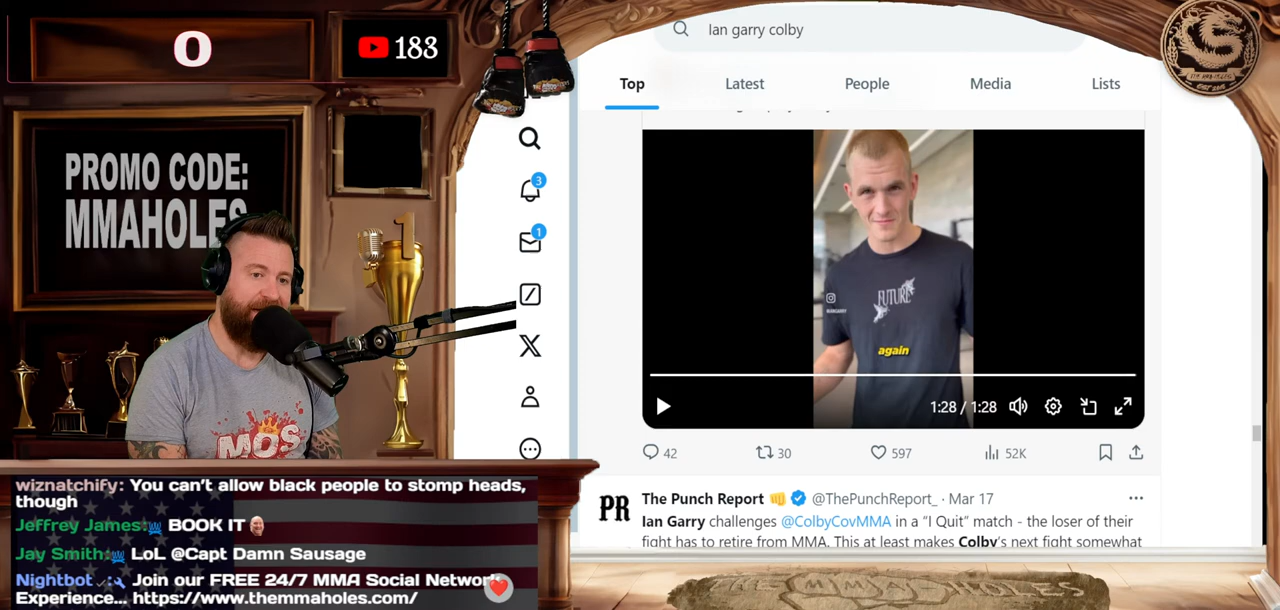 0
183
PROMO CODE:
MMAHOLES
1
MOS
Ian garry colby
Top
Latest
People
Media
Lists
3
1
FUTURE
again
1:28 / 1:28
42
30
597
52K
PR
The Punch Report 👊 @ThePunchReport_ · Mar 17
Ian Garry challenges @ColbyCovMMA in a “I Quit” match - the loser of their
fight has to retire from MMA. This at least makes Colby's next fight somewhat
wiznatchify: You can't allow black people to stomp heads,
though
Jeffrey James: BOOK IT
Jay Smith: LoL @Capt Damn Sausage
Nightbot : Join our FREE 24/7 MMA Social Network
Experience... https://www.themmaholes.com/
THE MMAHOLES